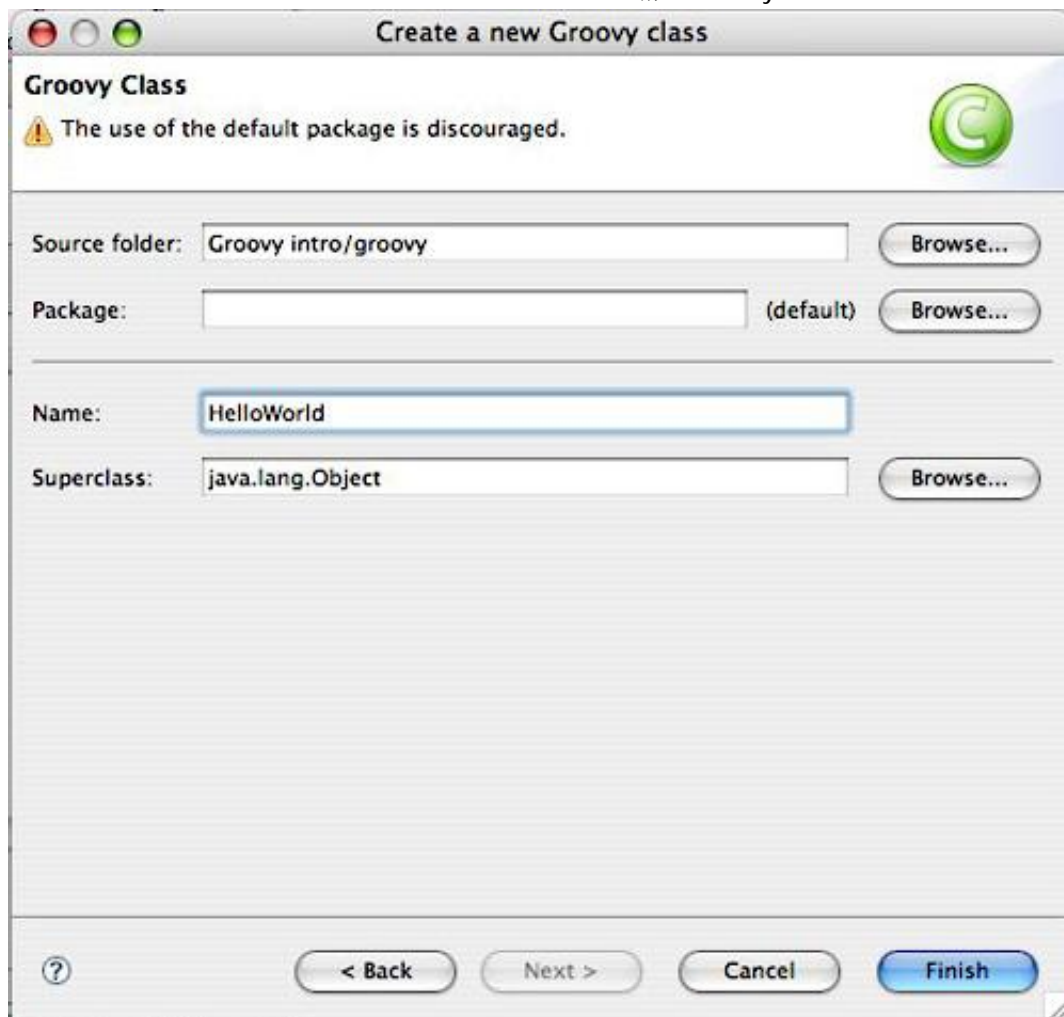 Create a new Groovy class
Groovy Class
The use of the default package is discouraged.
C
Source folder: Groovy intro/groovy Browse...
Package: (default) Browse...
Name: HelloWorld
Superclass: java.lang.Object Browse...
? < Back Next > Cancel Finish